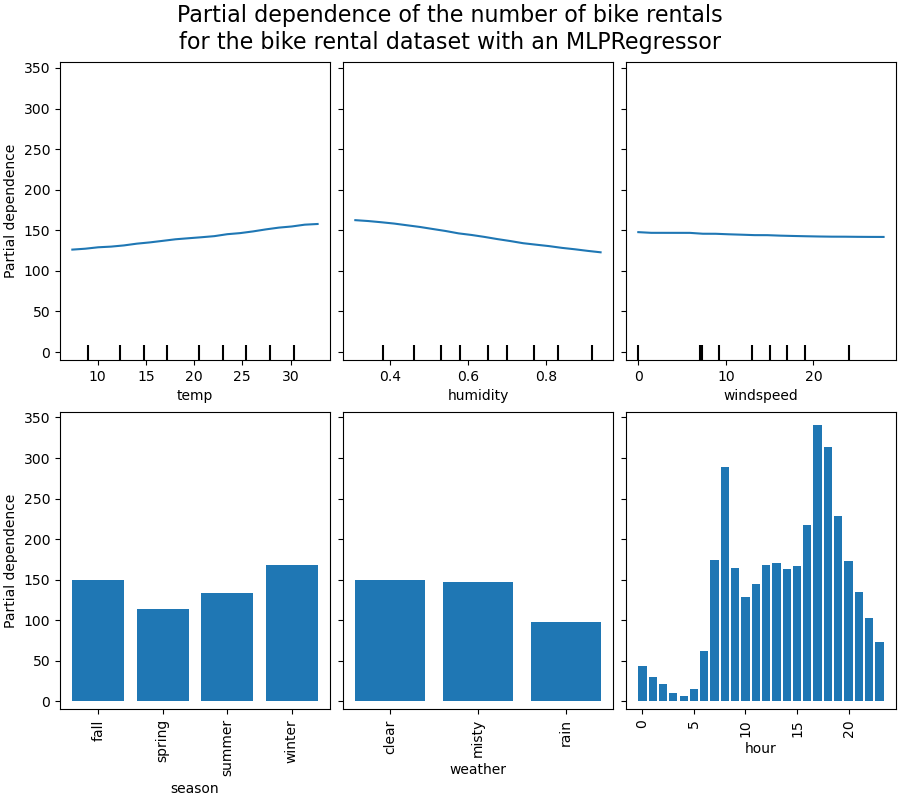 Partial dependence of the number of bike rentals
for the bike rental dataset with an MLPRegressor
350
300
250
200
150
100
50
0
Partial dependence
10 15 20 25 30
temp
0.4 0.6 0.8
humidity
0 10 20
windspeed
350
300
250
200
150
100
50
0
Partial dependence
fall spring summer winter
season
clear misty rain
weather
0 5 10 15 20
hour